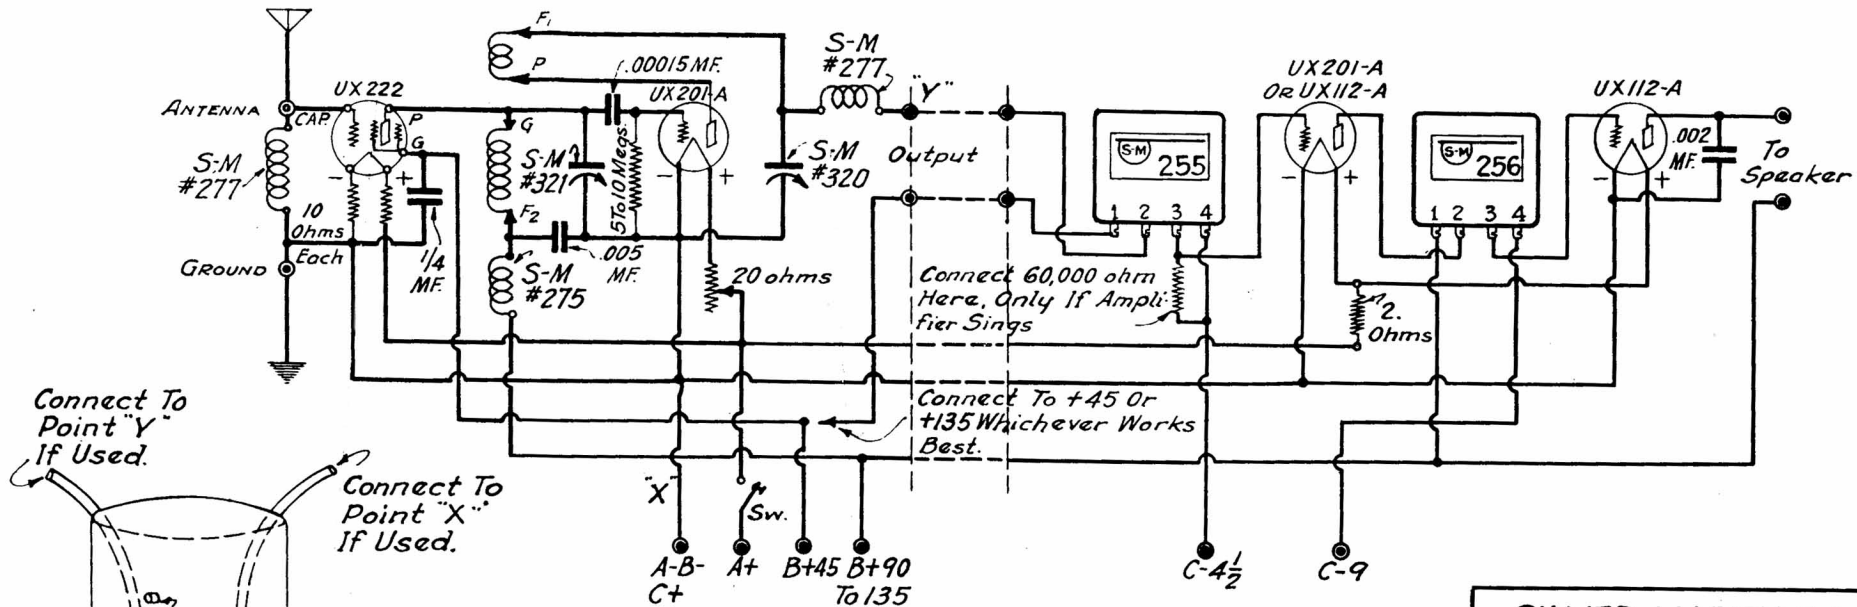 ANTENNA
CAP.
UX222
P
G
S-M
#277
10
Ohms
Each
GROUND
- +
1/4
MF.
F1
P
.00015 MF.
UX201-A
G
S-M
#321
F2
5 To 10 Megs.
.005
MF.
S-M
#275
- +
20 ohms
S-M
#320
S-M
#277
"Y"
Output
S-M
255
1 2 3 4
Connect 60,000 ohm
Here, Only If Ampli-
fier Sings
UX201-A
OR UX112-A
- +
S-M
256
1 2 3 4
2.
Ohms
UX112-A
- +
.002
MF.
To
Speaker
Connect To +45 Or
+135 Whichever Works
Best.
"X"
Sw.
A-B-
C+
A+
B+45
B+90
To 135
C-4½
C-9
Connect To
Point "Y"
If Used.
Connect To
Point "X"
If Used.